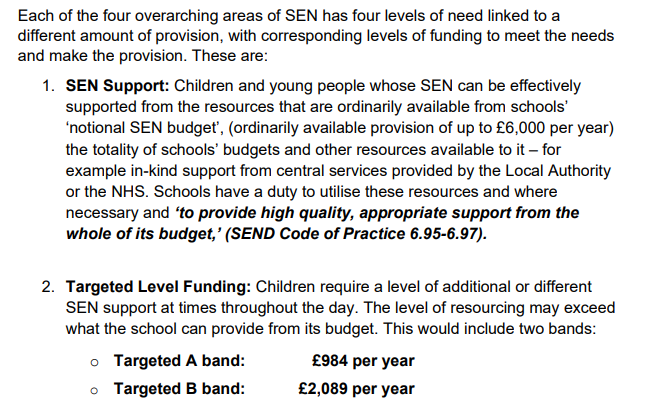 Each of the four overarching areas of SEN has four levels of need linked to a
different amount of provision, with corresponding levels of funding to meet the needs
and make the provision. These are:
1. SEN Support: Children and young people whose SEN can be effectively
supported from the resources that are ordinarily available from schools'
'notional SEN budget', (ordinarily available provision of up to £6,000 per year)
the totality of schools' budgets and other resources available to it – for
example in-kind support from central services provided by the Local Authority
or the NHS. Schools have a duty to utilise these resources and where
necessary and 'to provide high quality, appropriate support from the
whole of its budget,' (SEND Code of Practice 6.95-6.97).
2. Targeted Level Funding: Children require a level of additional or different
SEN support at times throughout the day. The level of resourcing may exceed
what the school can provide from its budget. This would include two bands:
o Targeted A band: £984 per year
o Targeted B band: £2,089 per year